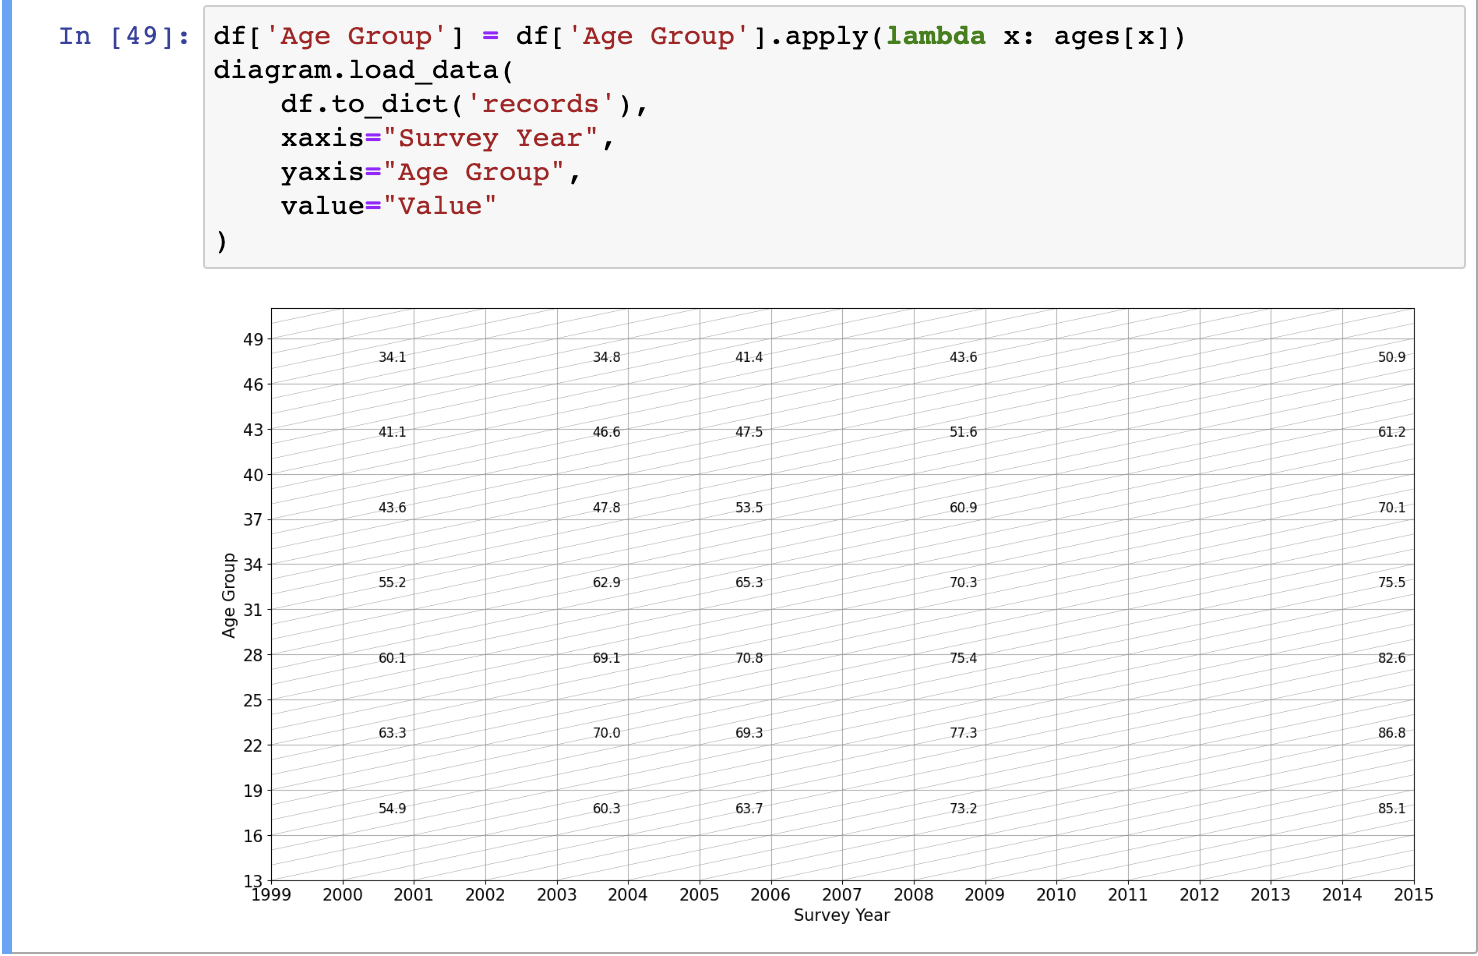 In [49]: df['Age Group'] = df['Age Group'].apply(lambda x: ages[x])
diagram.load_data(
    df.to_dict('records'),
    xaxis="Survey Year",
    yaxis="Age Group",
    value="Value"
)
49
34.1 34.8 41.4 43.6 50.9
46
43
41.1 46.6 47.5 51.6 61.2
40
43.6 47.8 53.5 60.9 70.1
37
34
55.2 62.9 65.3 70.3 75.5
Age Group
31
28
60.1 69.1 70.8 75.4 82.6
25
63.3 70.0 69.3 77.3 86.8
22
19
54.9 60.3 63.7 73.2 85.1
16
13
1999 2000 2001 2002 2003 2004 2005 2006 2007 2008 2009 2010 2011 2012 2013 2014 2015
Survey Year